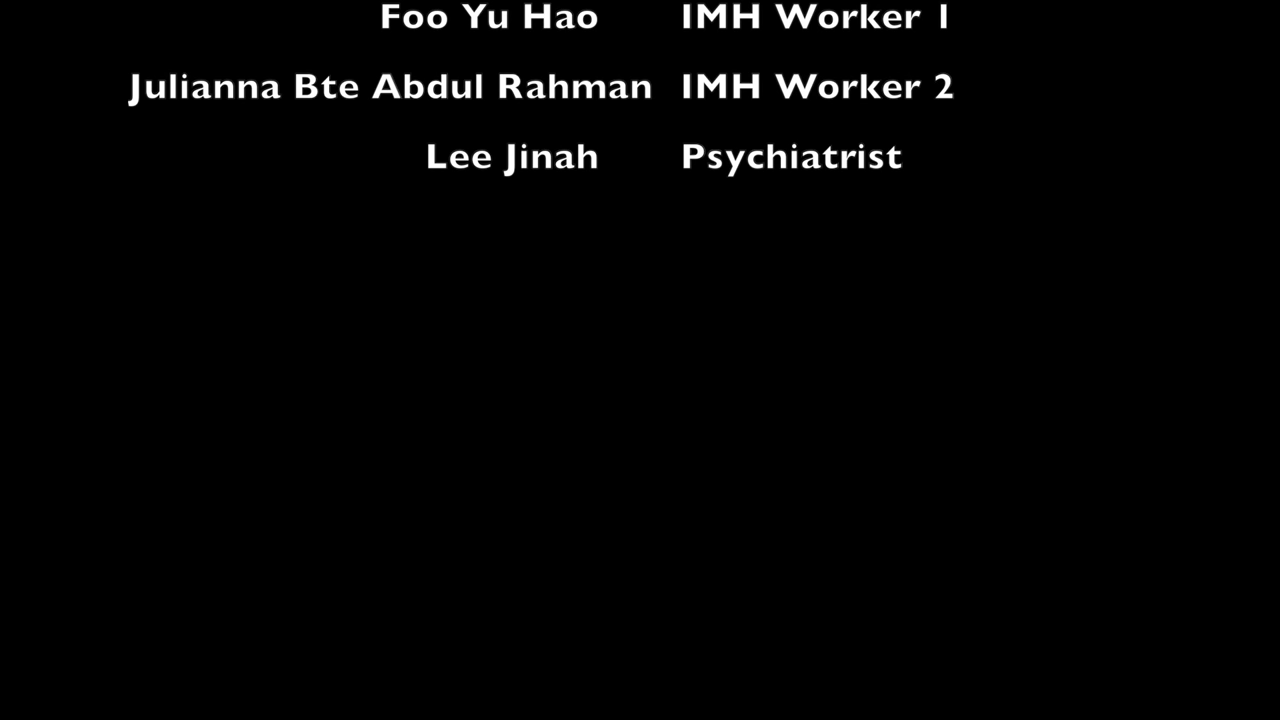 Foo Yu Hao IMH Worker 1
Julianna Bte Abdul Rahman IMH Worker 2
Lee Jinah Psychiatrist